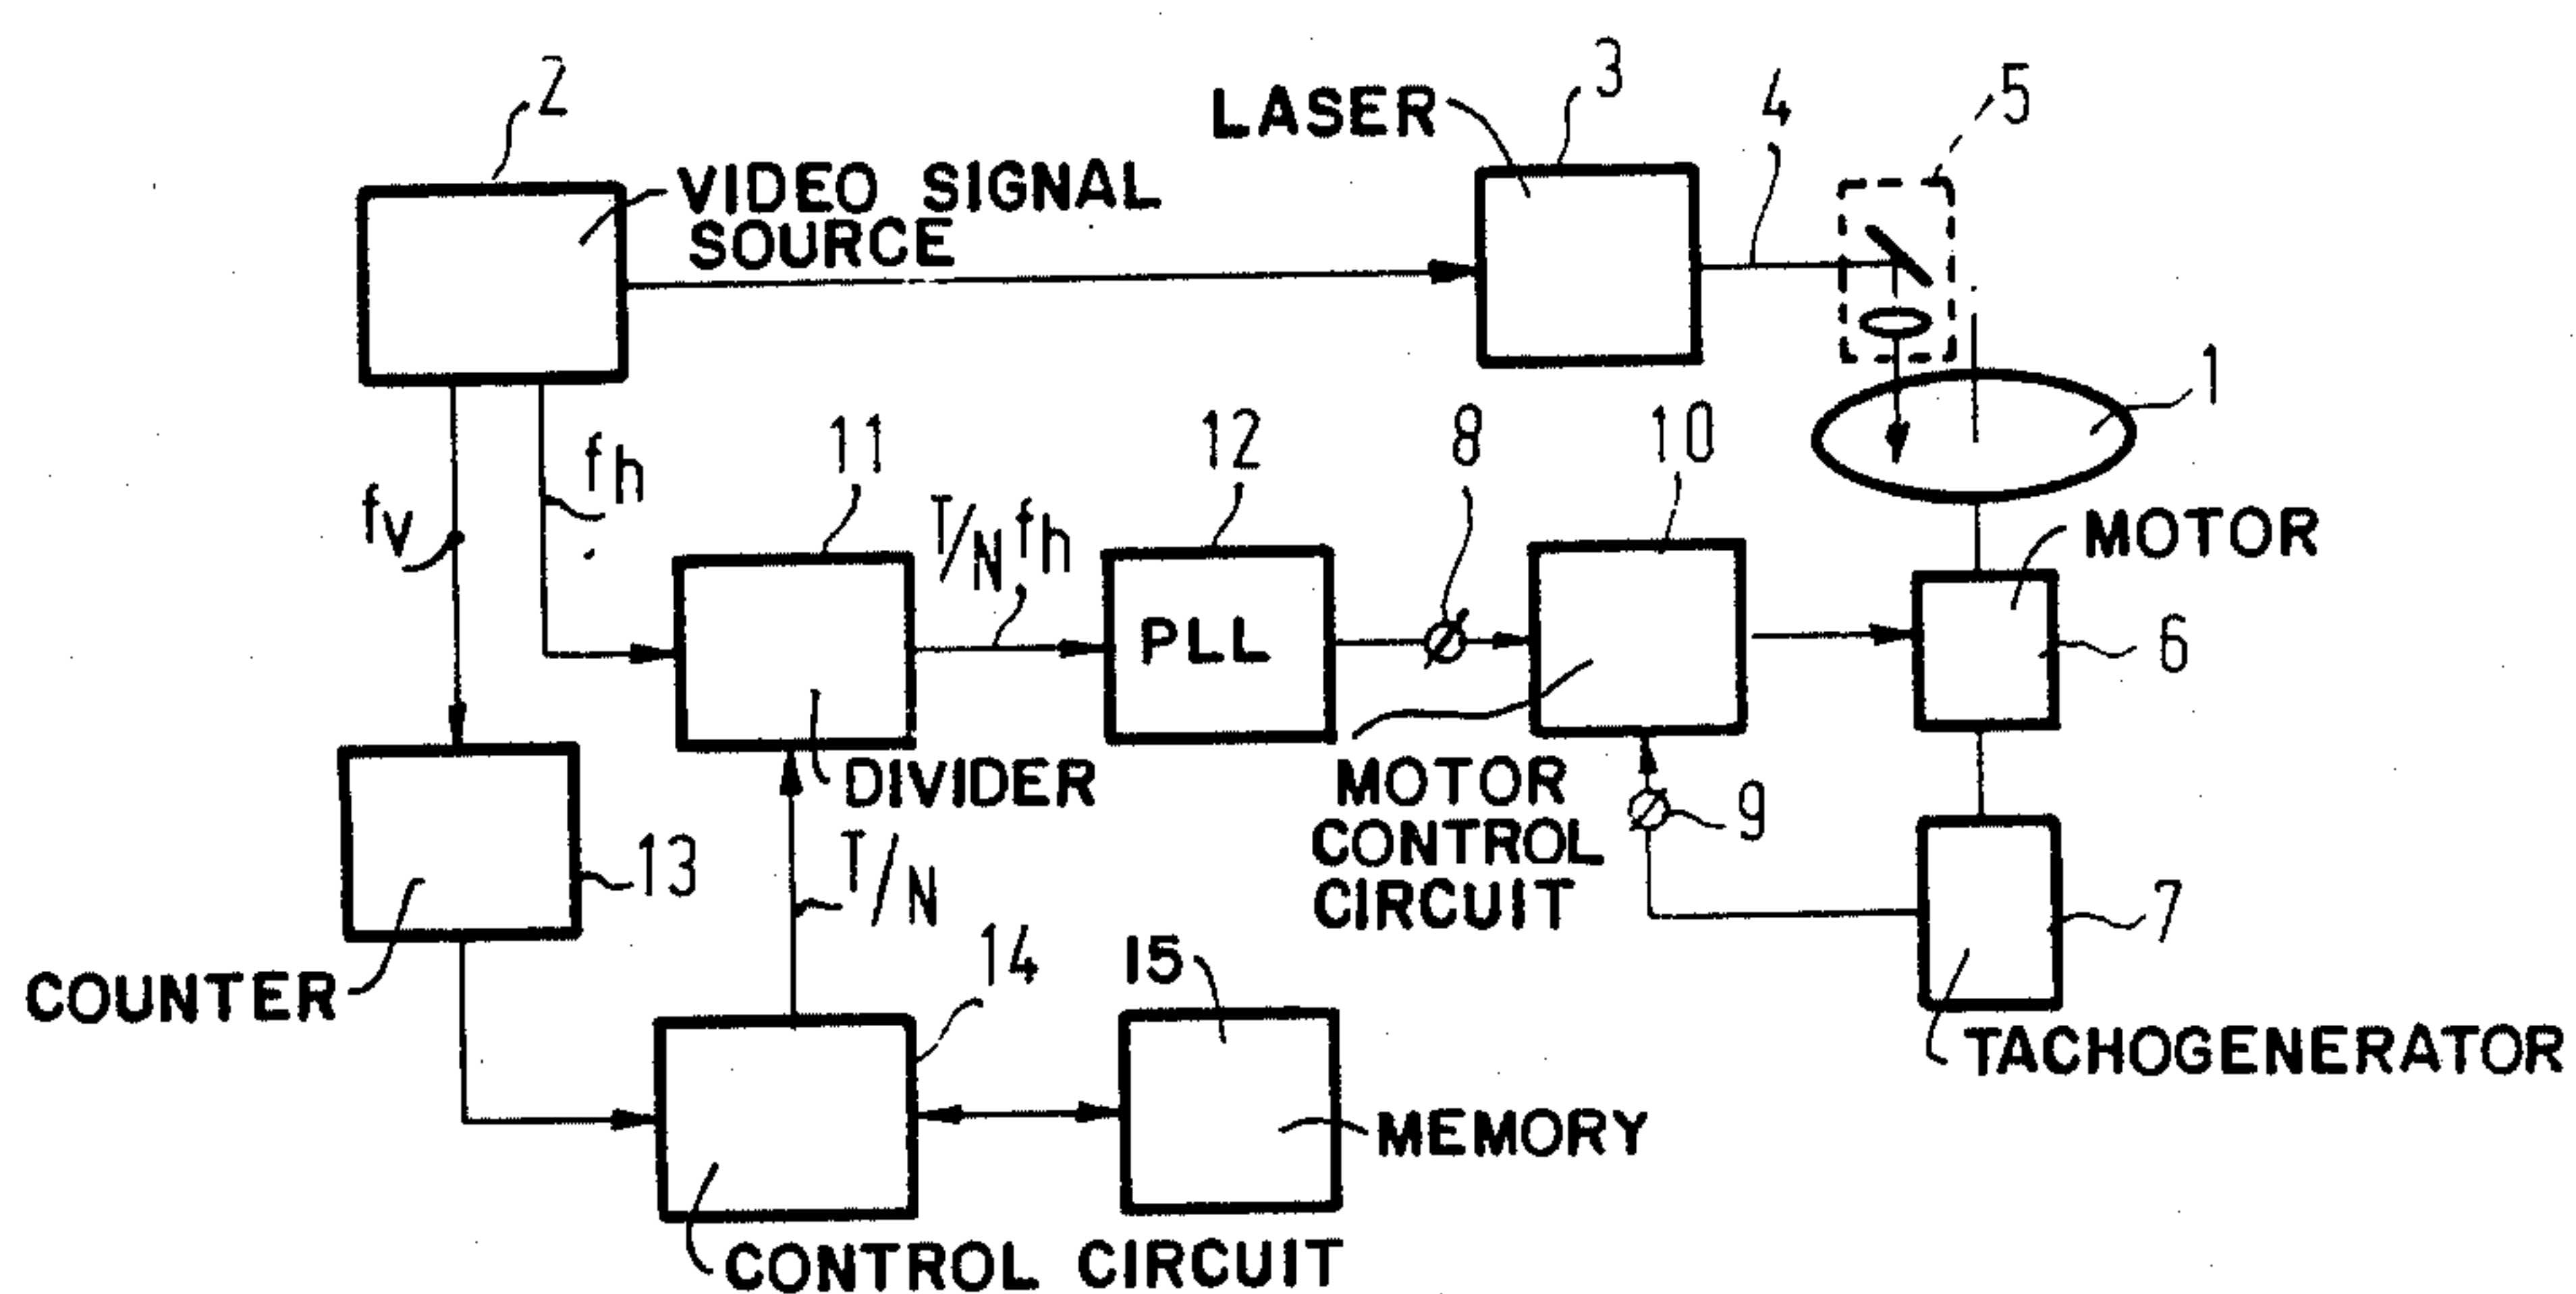 2
VIDEO SIGNAL
SOURCE
LASER
3
4
5
1
fv
fh
11
T/N fh
12
PLL
8
10
MOTOR
6
DIVIDER
MOTOR
CONTROL
CIRCUIT
9
7
TACHOGENERATOR
13
COUNTER
T/N
14
15
MEMORY
CONTROL CIRCUIT